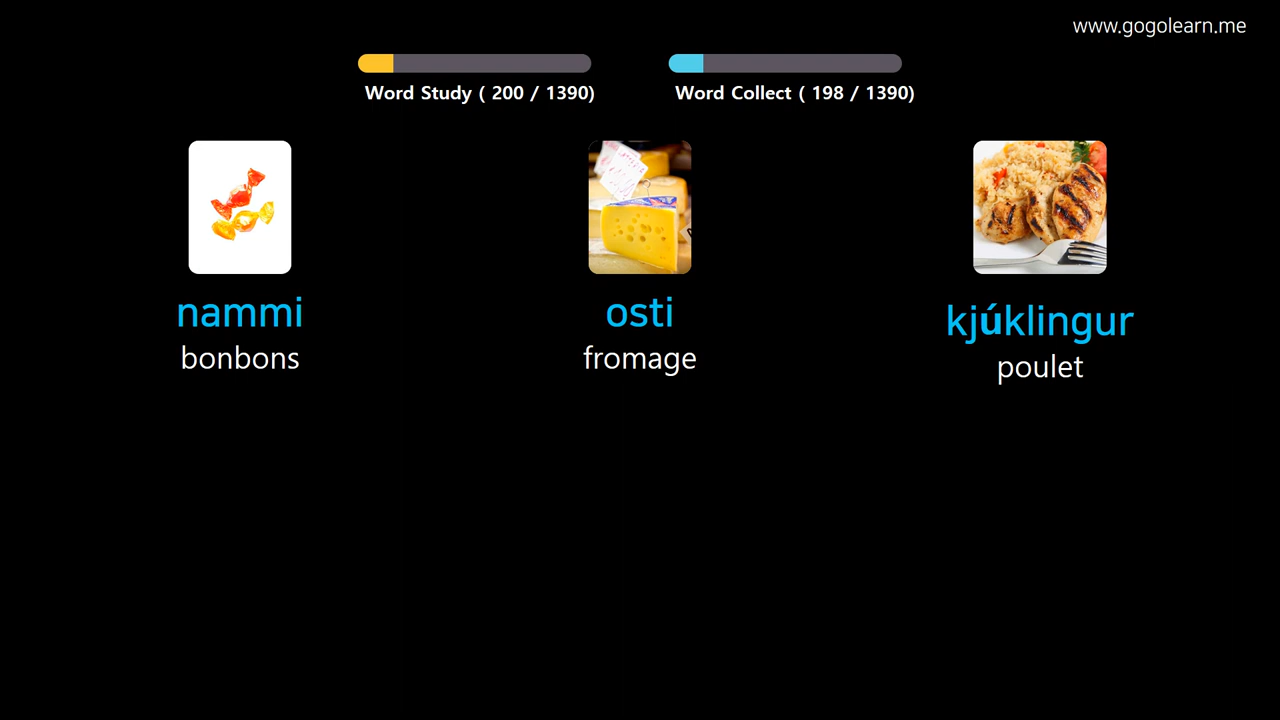 www.gogolearn.me
Word Study ( 200 / 1390)
Word Collect ( 198 / 1390)
nammi
bonbons
osti
fromage
kjúklingur
poulet